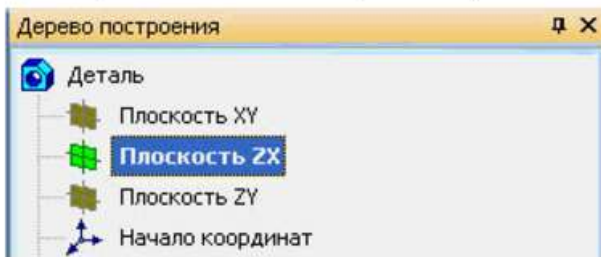 Дерево построения
Деталь
Плоскость XY
Плоскость ZX
Плоскость ZY
Начало координат